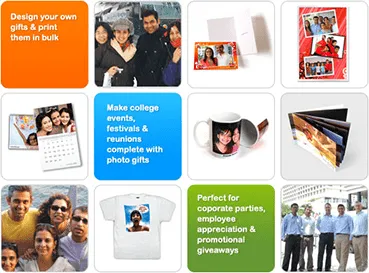 Design your own
gifts & print
them in bulk
Make college
events,
festivals &
reunions
complete with
photo gifts
Perfect for
coporate parties,
employee
appreciation &
promotional
giveaways